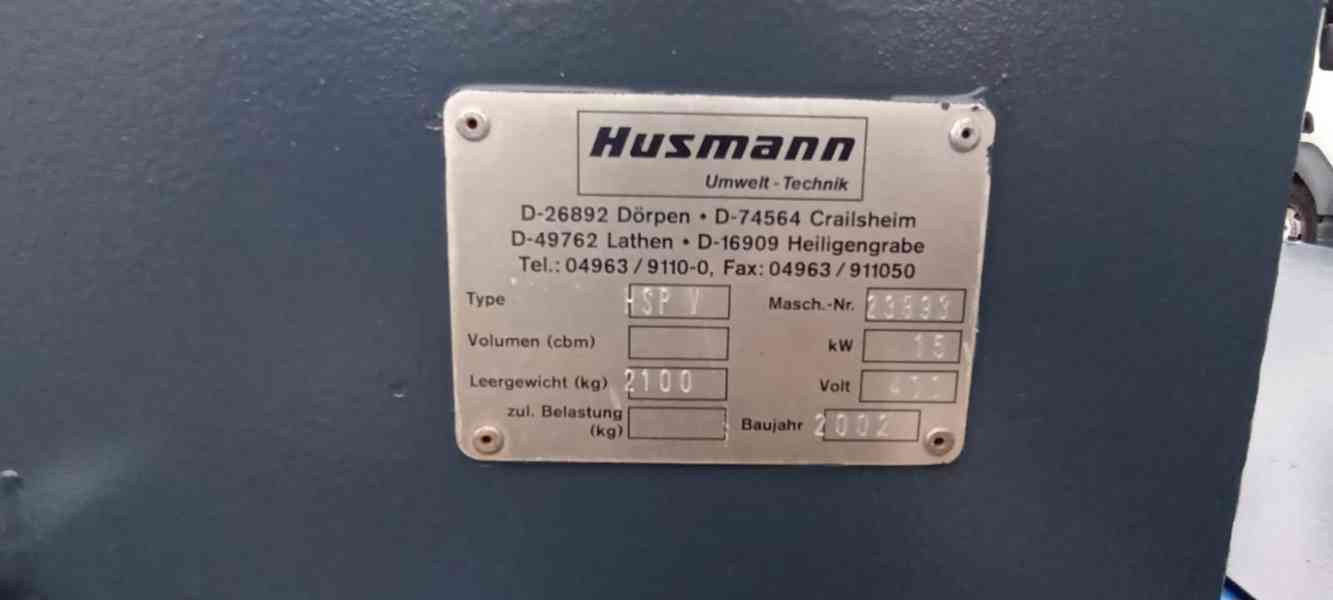 Husmann
Umwelt-Technik
D-26892 Dörpen • D-74564 Crailsheim
D-49762 Lathen • D-16909 Heiligengrabe
Tel.: 04963/9110-0, Fax: 04963/911050
Type HSP V Masch.-Nr.
Volumen (cbm) kW 15
Leergewicht (kg) 2100 Volt
zul. Belastung
(kg) Baujahr 2002